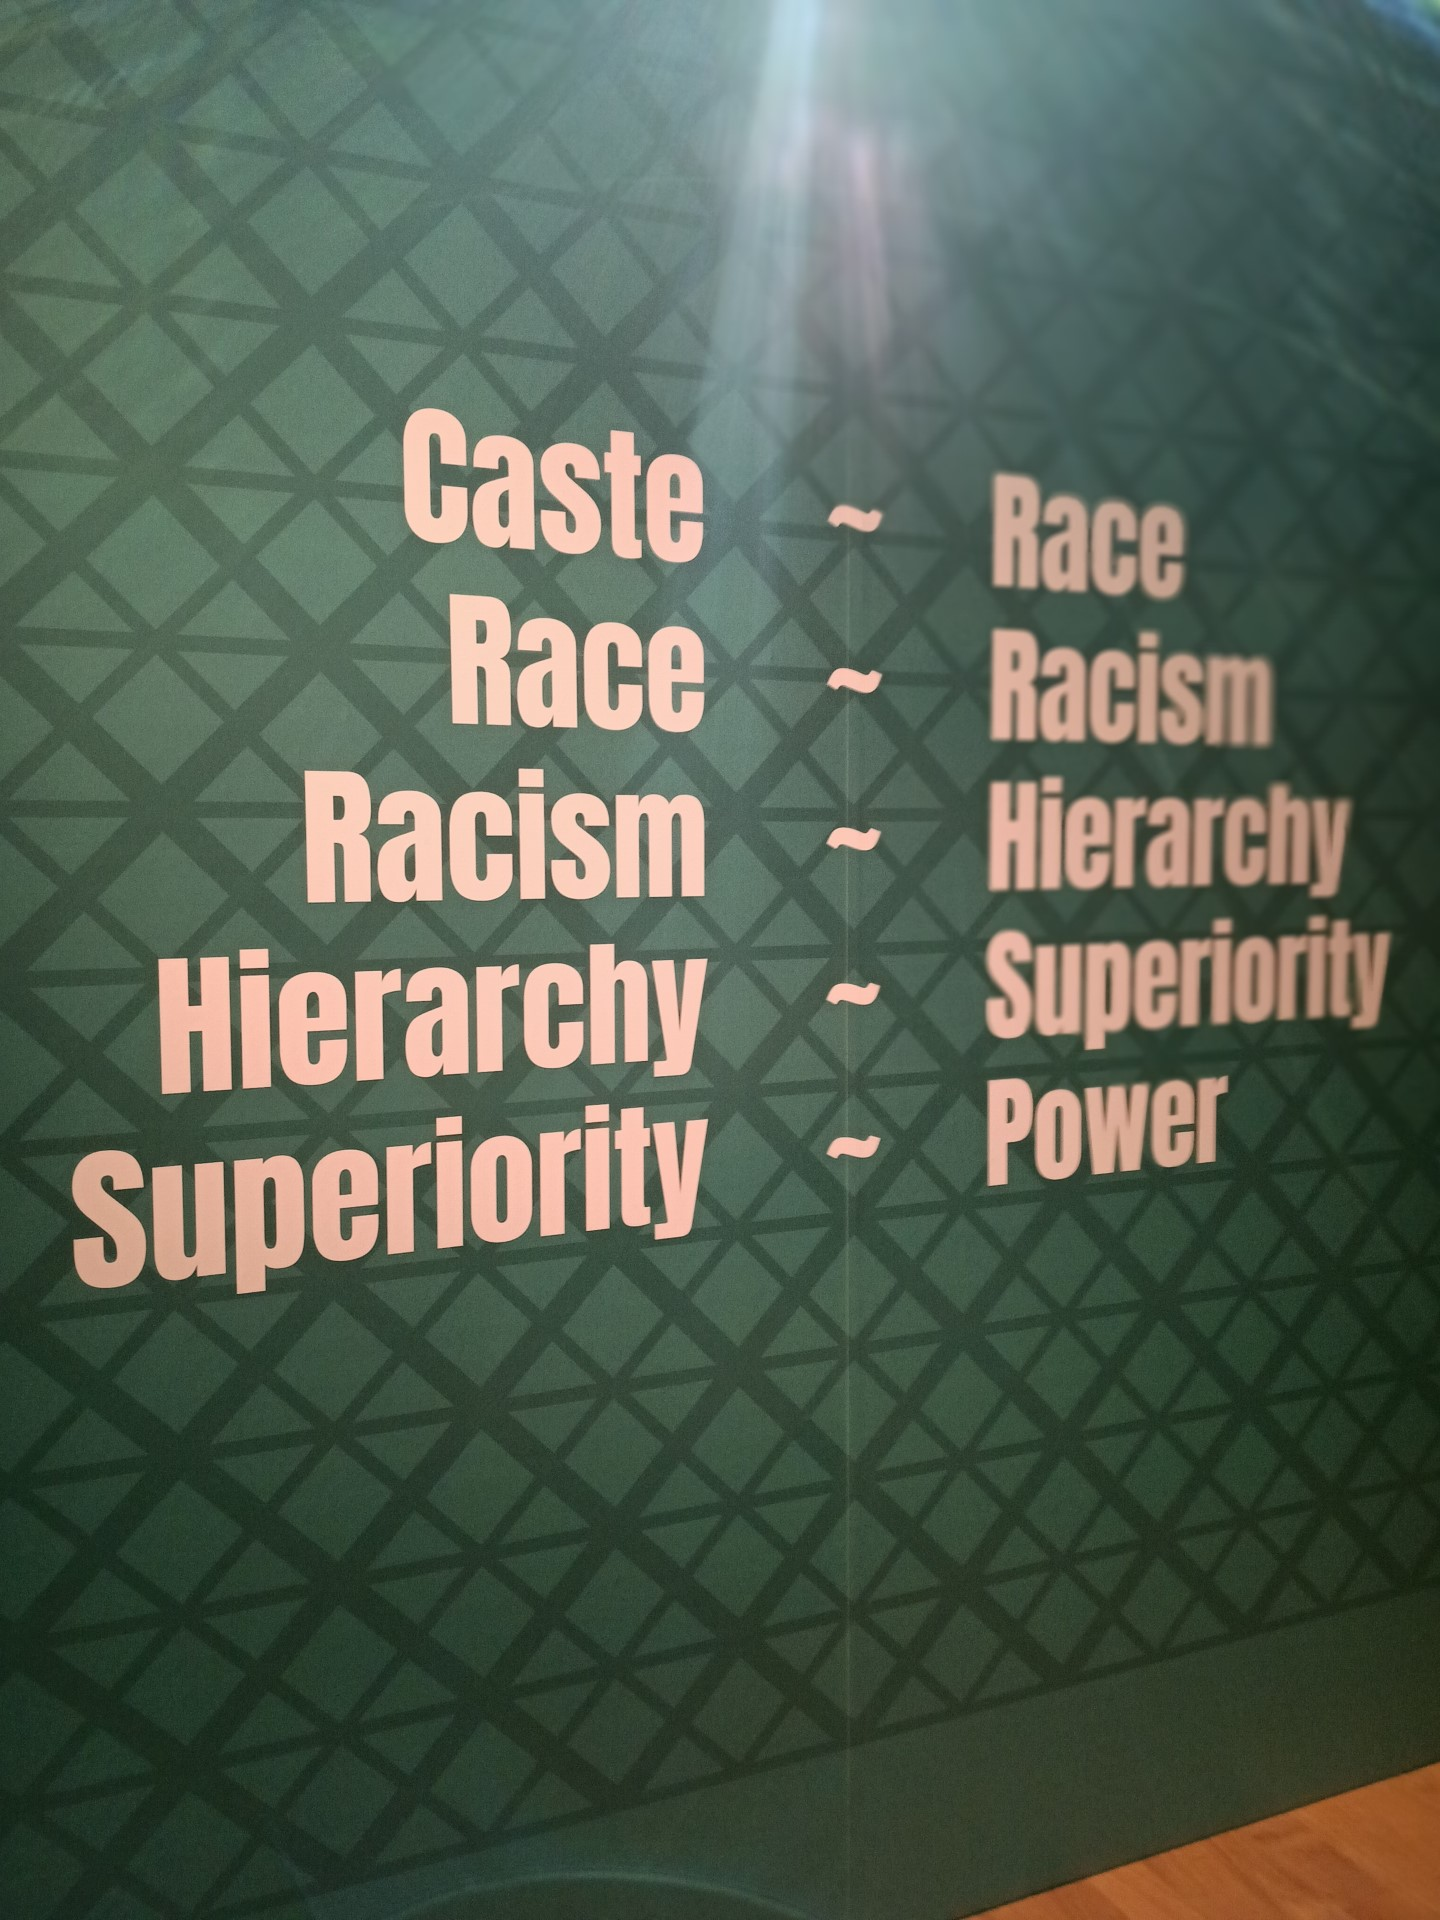 Caste ~ Race
Race ~ Racism
Racism ~ Hierarchy
Hierarchy ~ Superiority
Superiority ~ Power